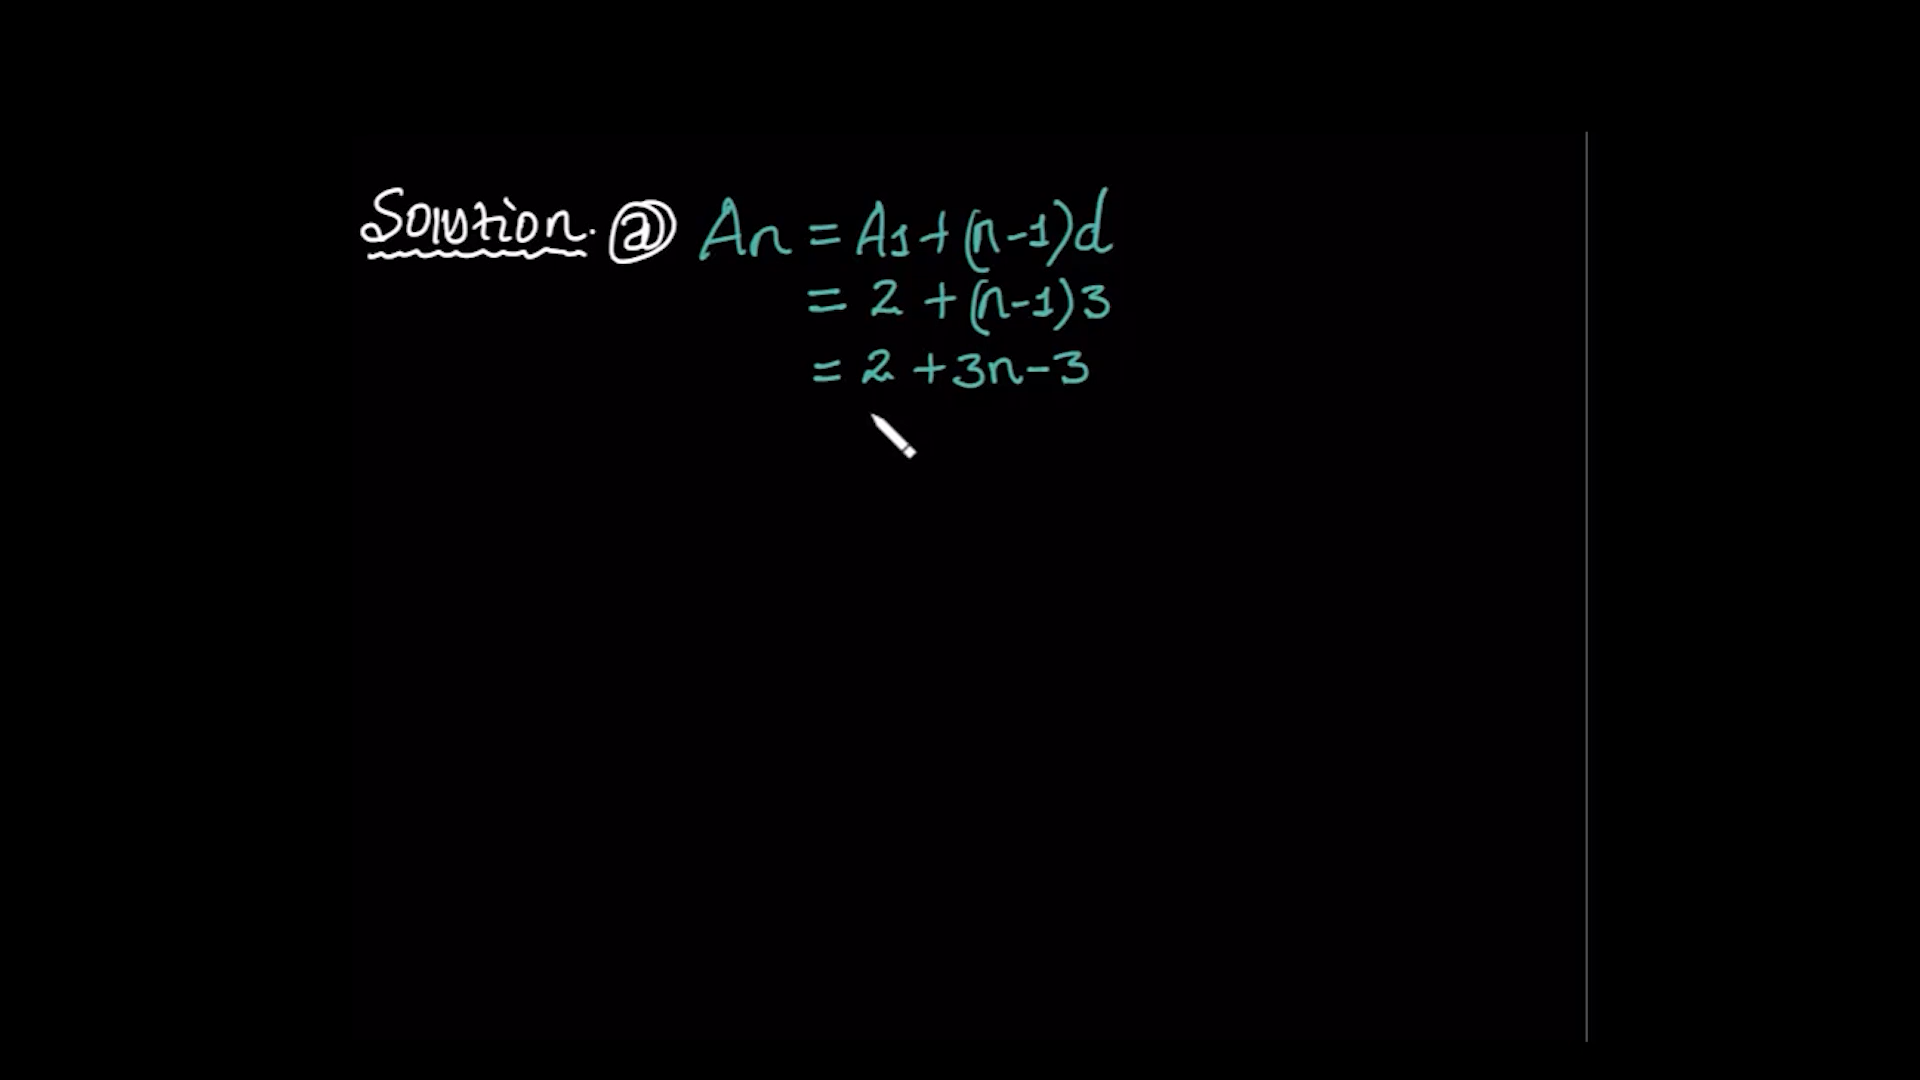 Solution. (a) An = A1 + (n-1)d
= 2 + (n-1)3
= 2 + 3n - 3